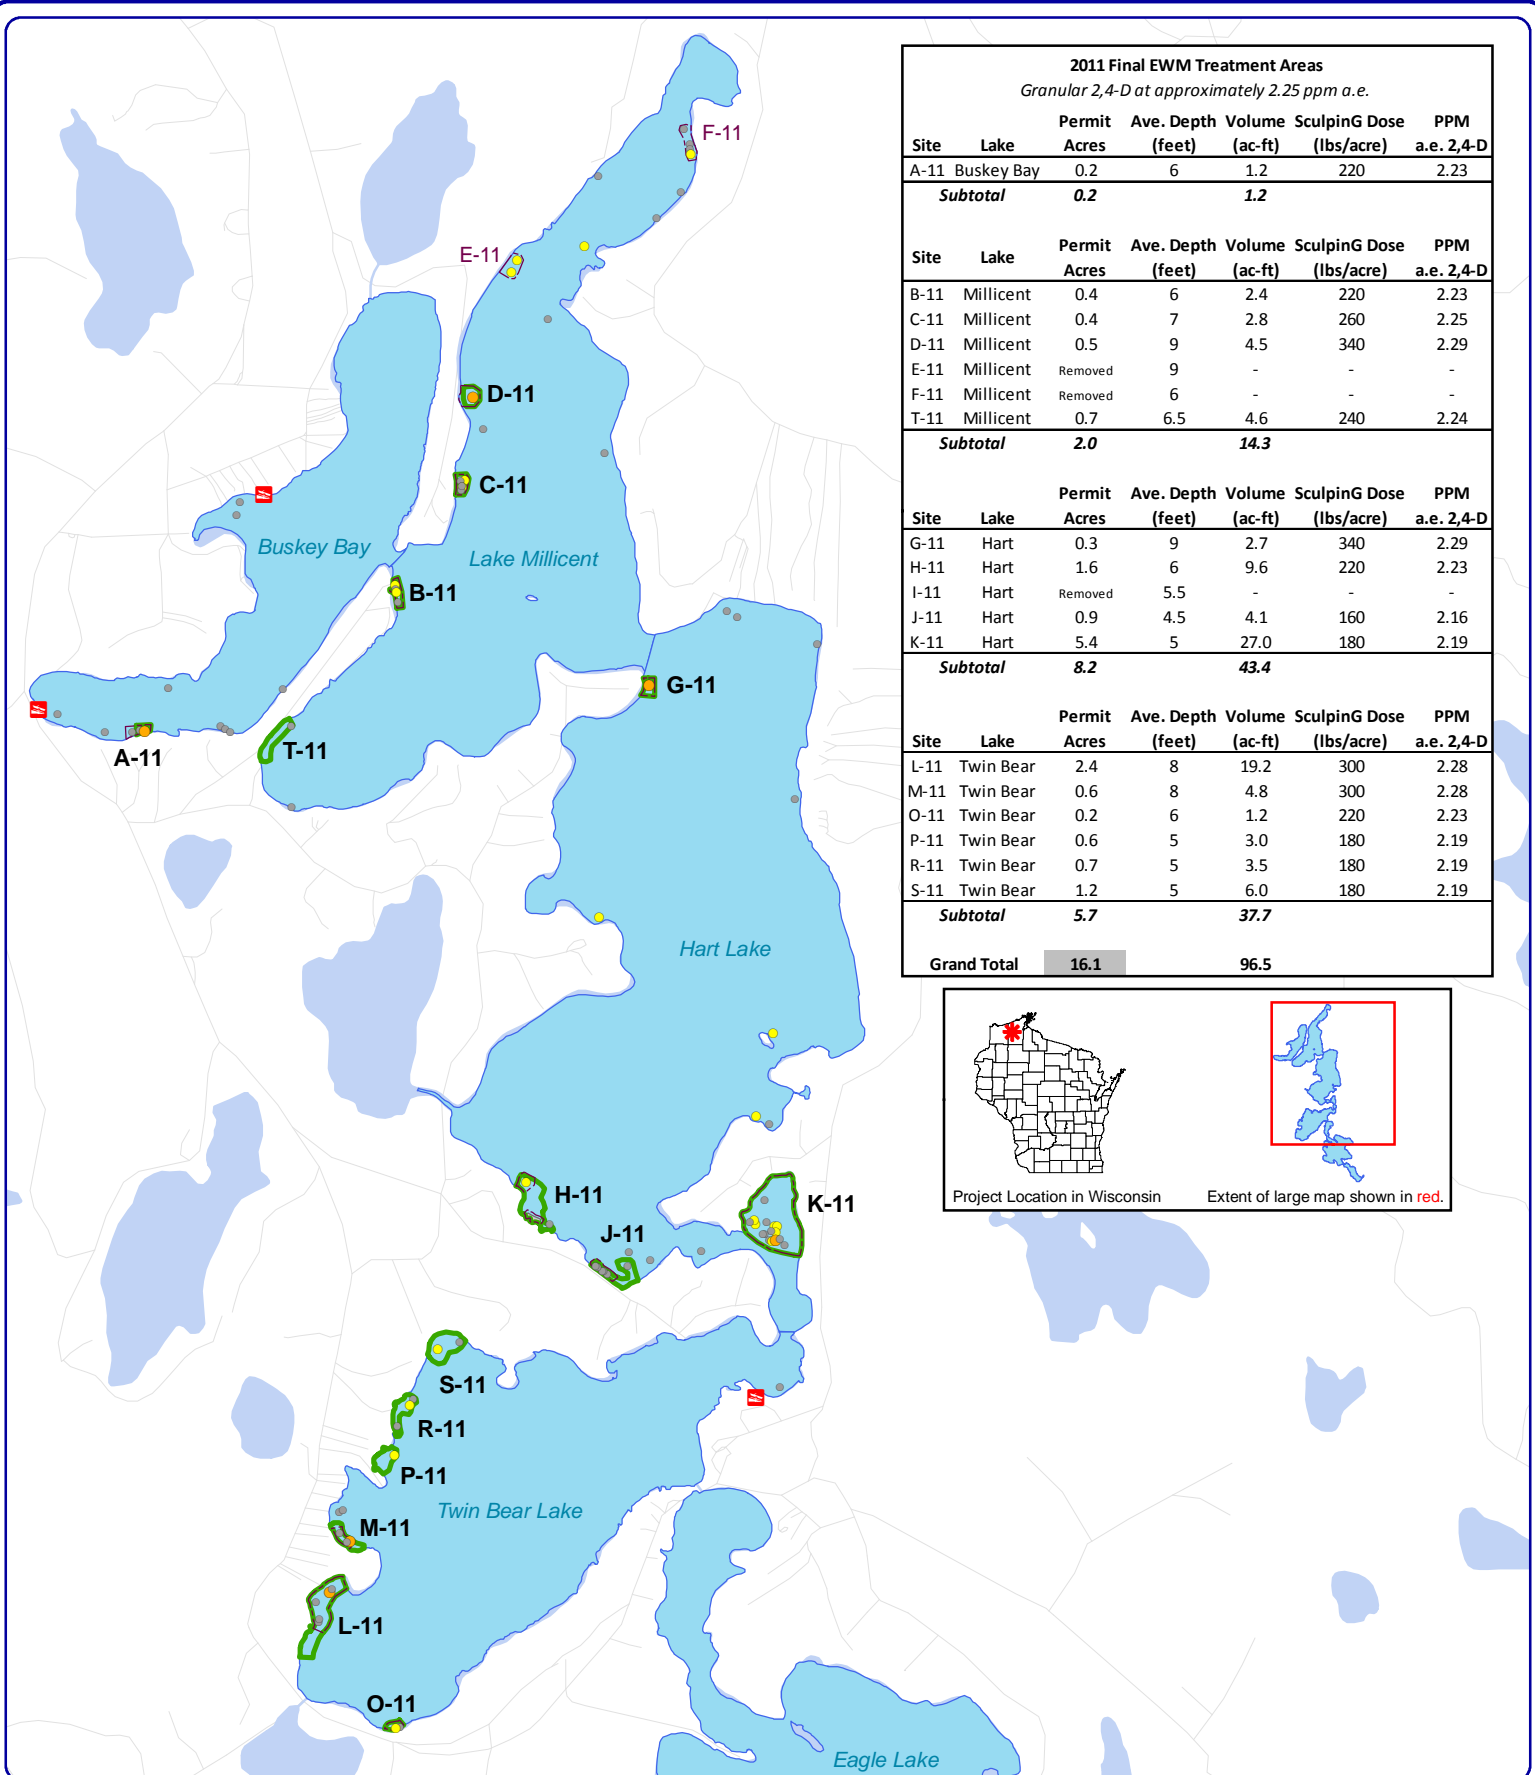 2011 Final EWM Treatment Areas
Granular 2,4-D at approximately 2.25 ppm a.e.
Permit Ave. Depth Volume SculpinG Dose PPM
Site Lake Acres (feet) (ac-ft) (lbs/acre) a.e. 2,4-D
A-11 Buskey Bay 0.2 6 1.2 220 2.23
Subtotal 0.2 1.2
Permit Ave. Depth Volume SculpinG Dose PPM
Site Lake Acres (feet) (ac-ft) (lbs/acre) a.e. 2,4-D
B-11 Millicent 0.4 6 2.4 220 2.23
C-11 Millicent 0.4 7 2.8 260 2.25
D-11 Millicent 0.5 9 4.5 340 2.29
E-11 Millicent Removed 9 - - -
F-11 Millicent Removed 6 - - -
T-11 Millicent 0.7 6.5 4.6 240 2.24
Subtotal 2.0 14.3
Permit Ave. Depth Volume SculpinG Dose PPM
Site Lake Acres (feet) (ac-ft) (lbs/acre) a.e. 2,4-D
G-11 Hart 0.3 9 2.7 340 2.29
H-11 Hart 1.6 6 9.6 220 2.23
I-11 Hart Removed 5.5 - - -
J-11 Hart 0.9 4.5 4.1 160 2.16
K-11 Hart 5.4 5 27.0 180 2.19
Subtotal 8.2 43.4
Permit Ave. Depth Volume SculpinG Dose PPM
Site Lake Acres (feet) (ac-ft) (lbs/acre) a.e. 2,4-D
L-11 Twin Bear 2.4 8 19.2 300 2.28
M-11 Twin Bear 0.6 8 4.8 300 2.28
O-11 Twin Bear 0.2 6 1.2 220 2.23
P-11 Twin Bear 0.6 5 3.0 180 2.19
R-11 Twin Bear 0.7 5 3.5 180 2.19
S-11 Twin Bear 1.2 5 6.0 180 2.19
Subtotal 5.7 37.7
Grand Total 16.1 96.5
Project Location in Wisconsin
Extent of large map shown in red.
F-11
E-11
D-11
C-11
Buskey Bay
Lake Millicent
B-11
G-11
A-11
T-11
Hart Lake
H-11
K-11
J-11
S-11
R-11
P-11
Twin Bear Lake
M-11
L-11
O-11
Eagle Lake